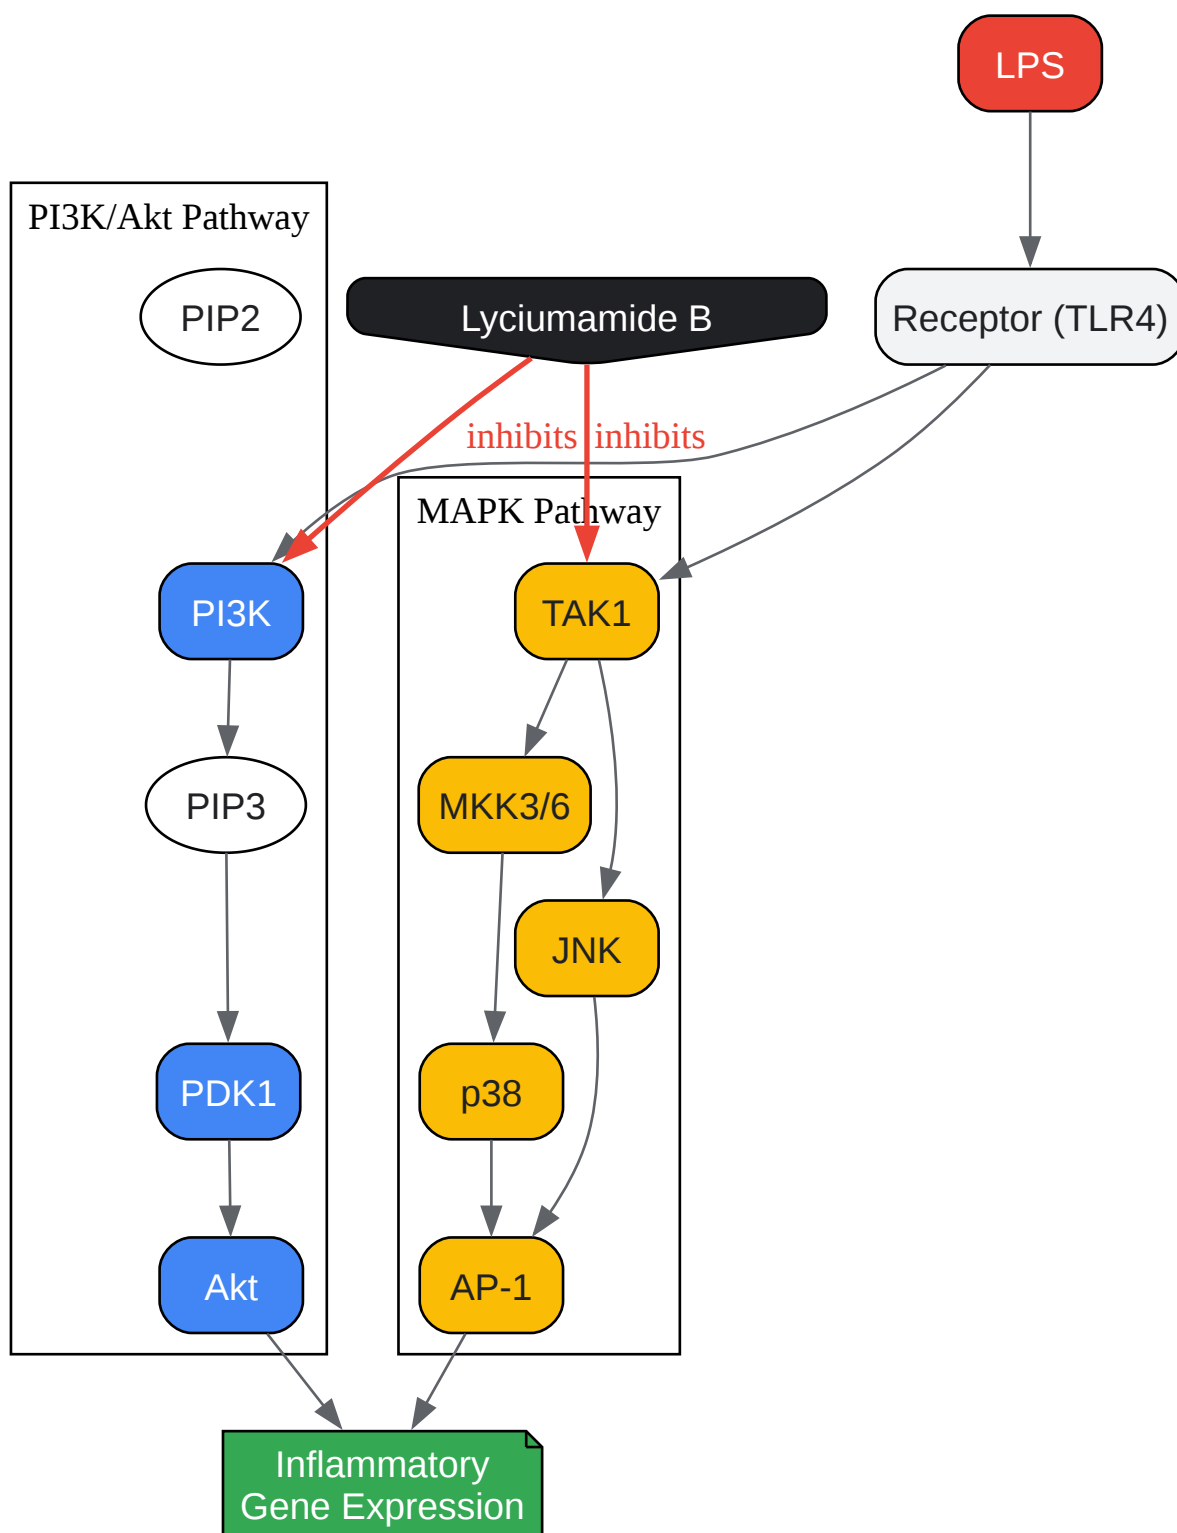 LPS
PI3K/Akt Pathway
PIP2
Lyciumamide B
Receptor (TLR4)
inhibits
inhibits
MAPK Pathway
PI3K
TAK1
PIP3
MKK3/6
JNK
PDK1
p38
Akt
AP-1
Inflammatory
Gene Expression